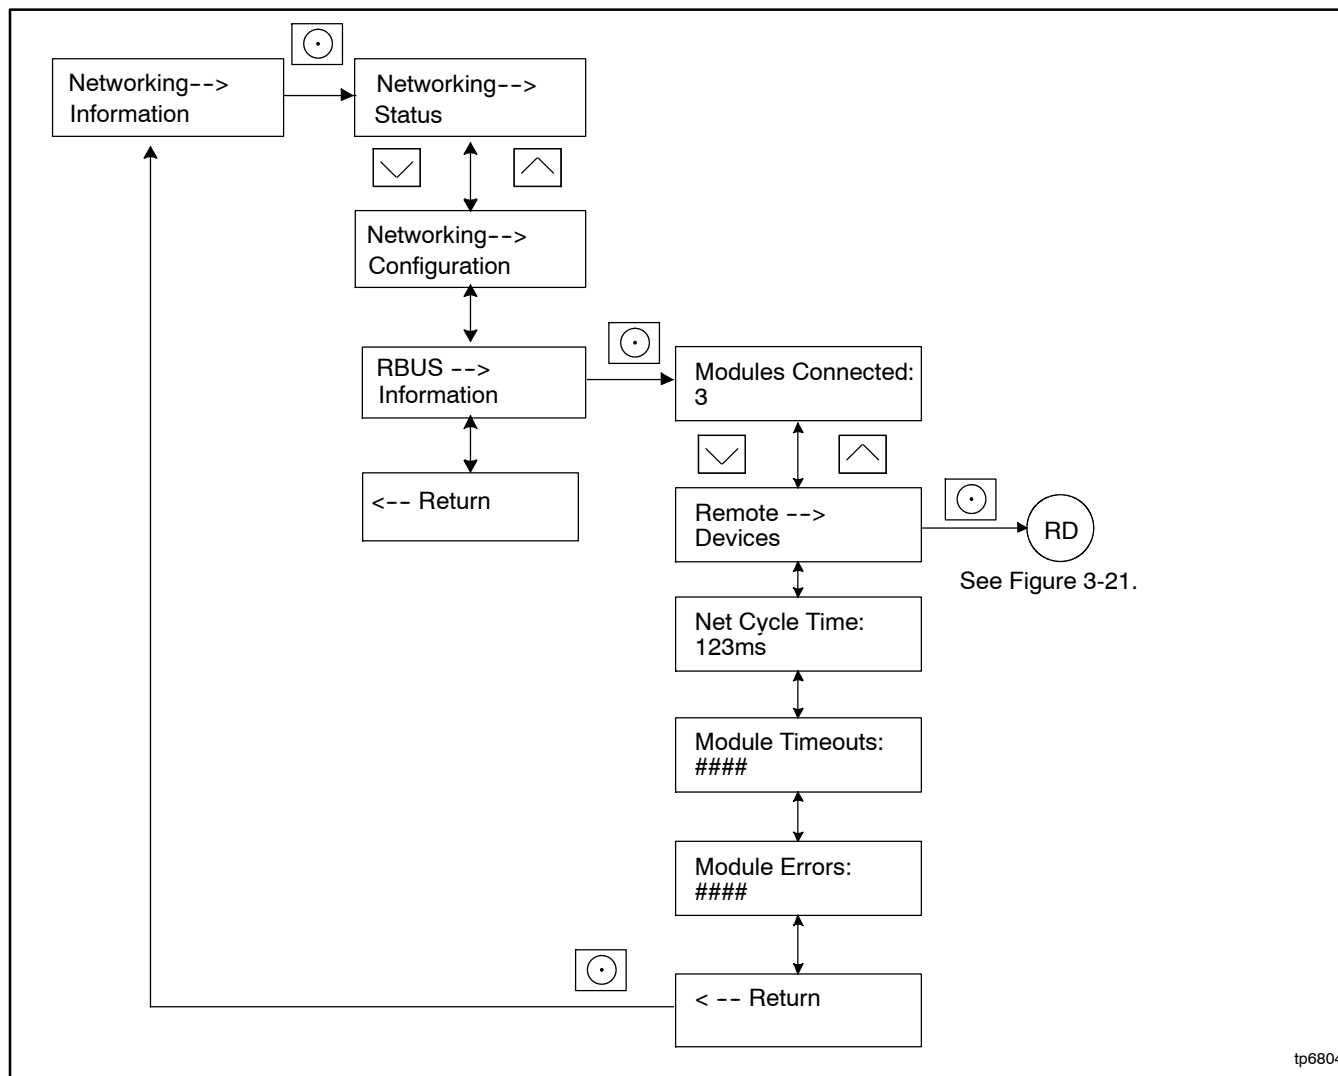 Networking-->
Information
Networking-->
Status
Networking-->
Configuration
RBUS -->
Information
<-- Return
Modules Connected:
3
Remote -->
Devices
RD
See Figure 3-21.
Net Cycle Time:
123ms
Module Timeouts:
####
Module Errors:
####
< -- Return
tp6804